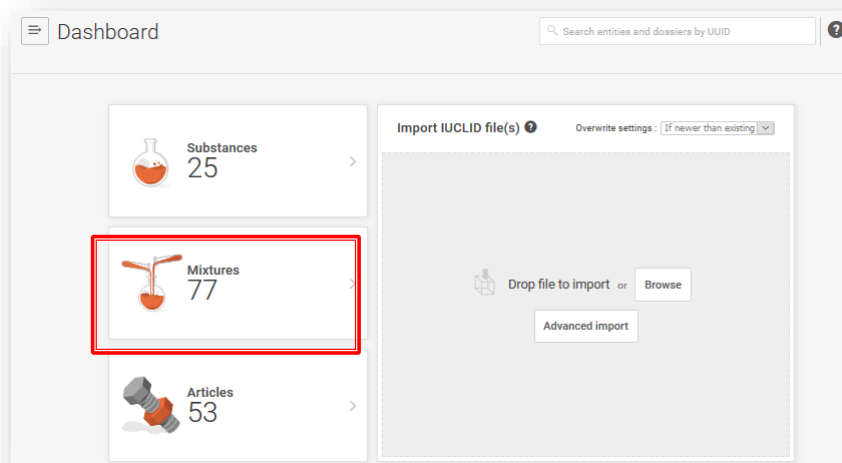 Dashboard
Search entities and dossiers by UUID
?
Substances
25
Mixtures
77
Articles
53
Import IUCLID file(s) ?
Overwrite settings : If newer than existing
Drop file to import or Browse
Advanced import